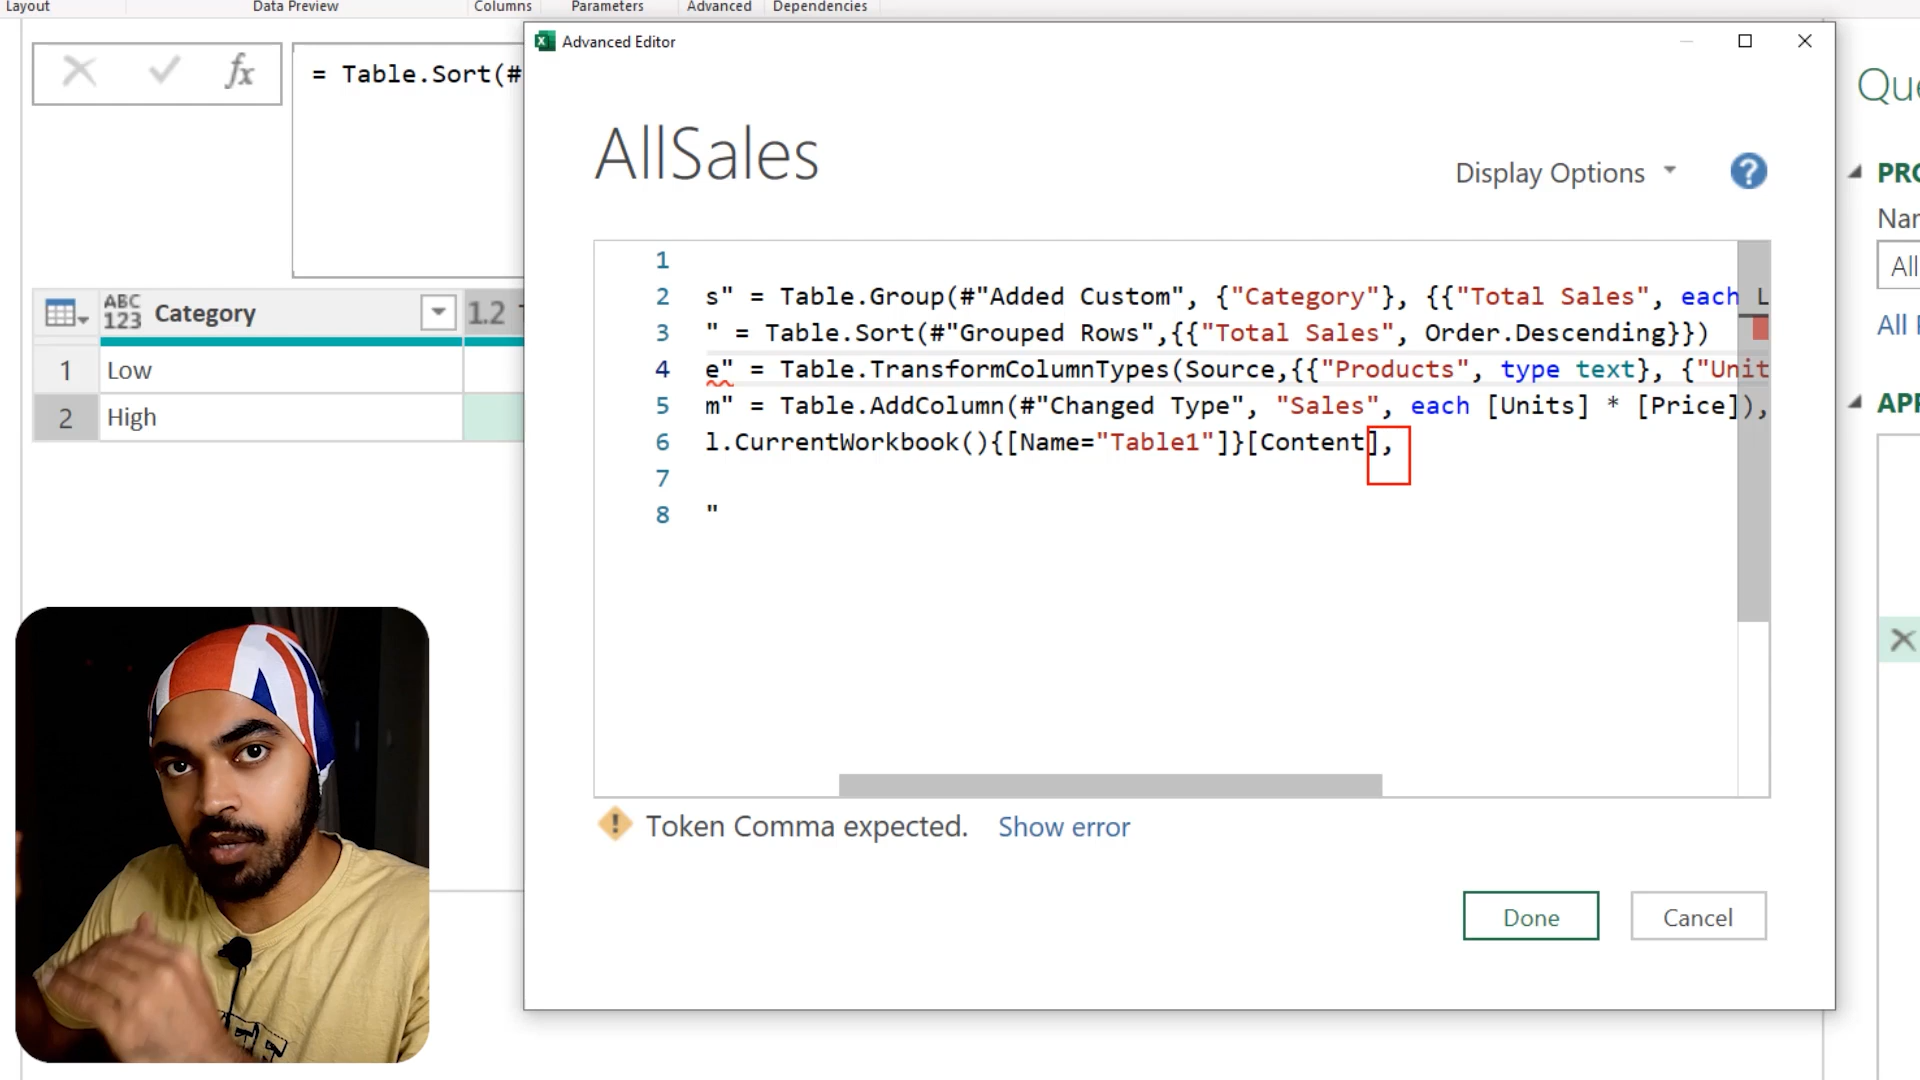 Layout
Data Preview
Columns
Parameters
Advanced
Dependencies
fx
= Table.Sort(#
ABC
123
Category
1.2
1
Low
2
High
Advanced Editor
AllSales
Display Options
?
1
2 s" = Table.Group(#"Added Custom", {"Category"}, {{"Total Sales", each L
3 " = Table.Sort(#"Grouped Rows",{{"Total Sales", Order.Descending}})
4 e" = Table.TransformColumnTypes(Source,{{"Products", type text}, {"Unit
5 m" = Table.AddColumn(#"Changed Type", "Sales", each [Units] * [Price]),
6 l.CurrentWorkbook(){[Name="Table1"]}[Content],
7
8 "
! Token Comma expected. Show error
Done
Cancel
Que
PRO
Nar
All
All
APP